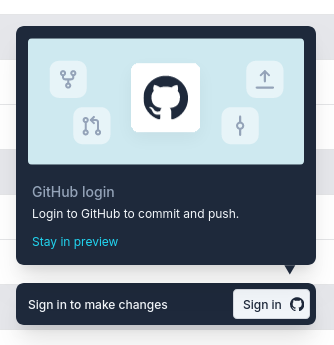 GitHub login
Login to GitHub to commit and push.
Stay in preview
Sign in to make changes
Sign in